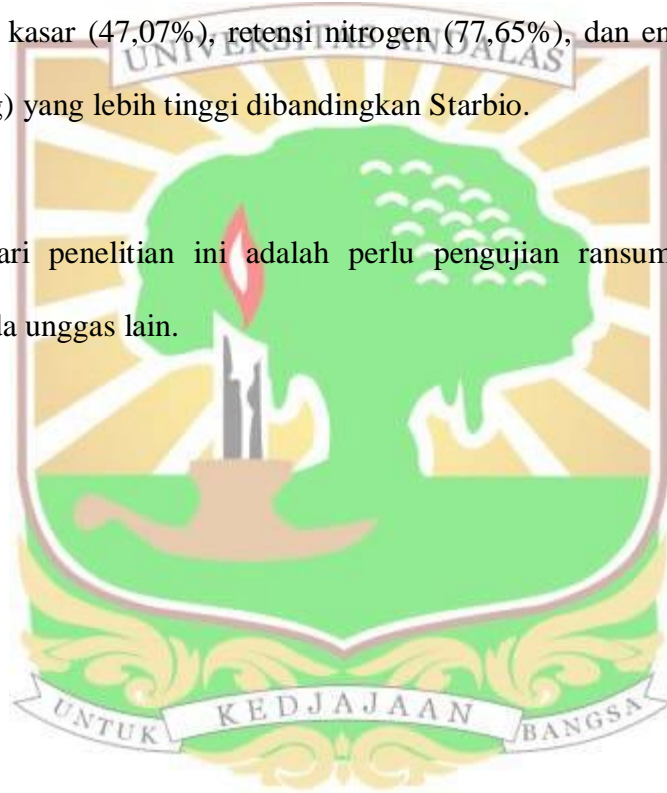 kasar (47,07%), retensi nitrogen (77,65%), dan en
UNIVERSITAS ANDALAS
) yang lebih tinggi dibandingkan Starbio.
ari penelitian ini adalah perlu pengujian ransum
da unggas lain.
UNTUK KEDJAJAAN BANGSA